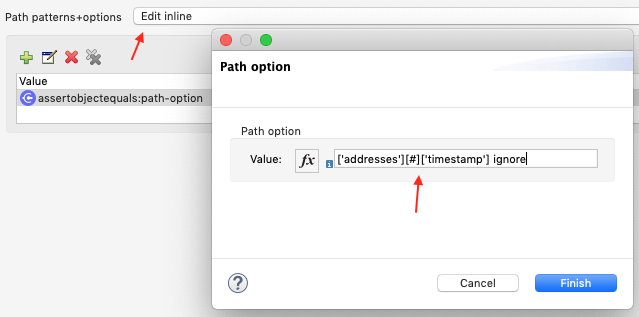 Path patterns+options Edit inline
Value
assertobjectequals:path-option
Path option
Path option
Value: fx i ['addresses'][#]['timestamp'] ignore
? Cancel Finish